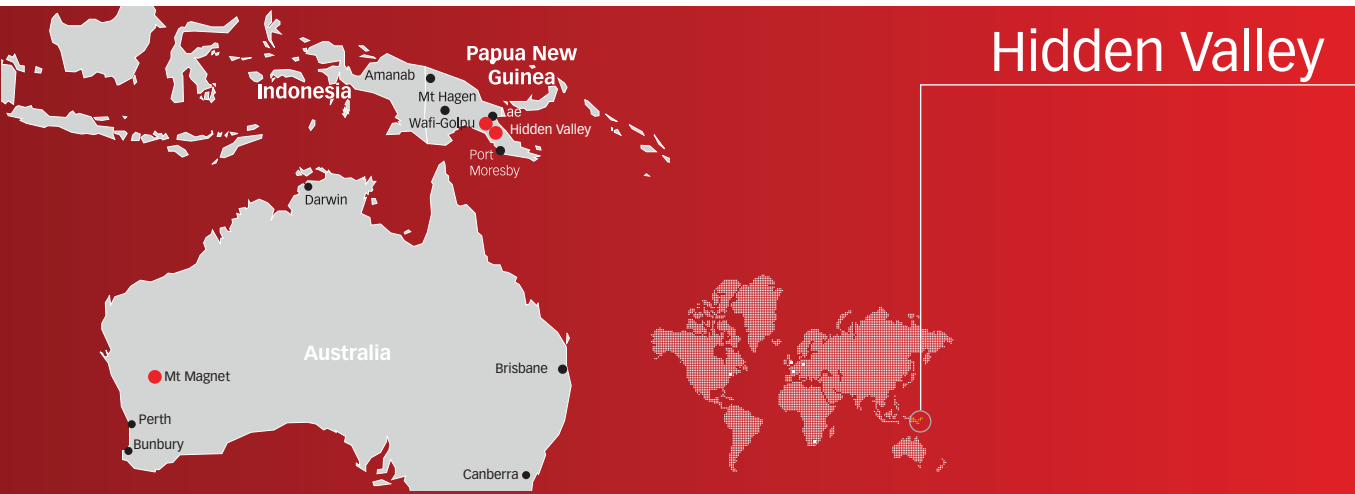 Hidden Valley
Papua New
Guinea
Amanab
Indonesia
Mt Hagen
Lae
Wafi-Golpu
Hidden Valley
Port
Moresby
Darwin
Australia
Brisbane
Mt Magnet
Perth
Bunbury
Canberra